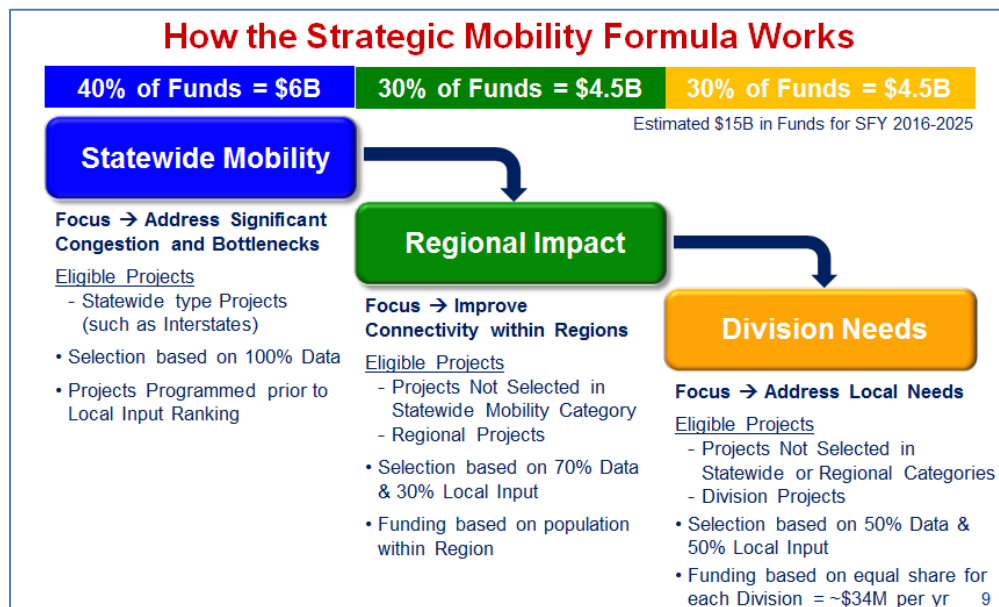 How the Strategic Mobility Formula Works
40% of Funds = $6B
30% of Funds = $4.5B
30% of Funds = $4.5B
Estimated $15B in Funds for SFY 2016-2025
Statewide Mobility
Focus → Address Significant
Congestion and Bottlenecks
Eligible Projects
- Statewide type Projects
(such as Interstates)
• Selection based on 100% Data
• Projects Programmed prior to
Local Input Ranking
Regional Impact
Focus → Improve
Connectivity within Regions
Eligible Projects
- Projects Not Selected in
Statewide Mobility Category
- Regional Projects
• Selection based on 70% Data
& 30% Local Input
• Funding based on population
within Region
Division Needs
Focus → Address Local Needs
Eligible Projects
- Projects Not Selected in
Statewide or Regional Categories
- Division Projects
• Selection based on 50% Data &
50% Local Input
• Funding based on equal share for
each Division = ~$34M per yr
9